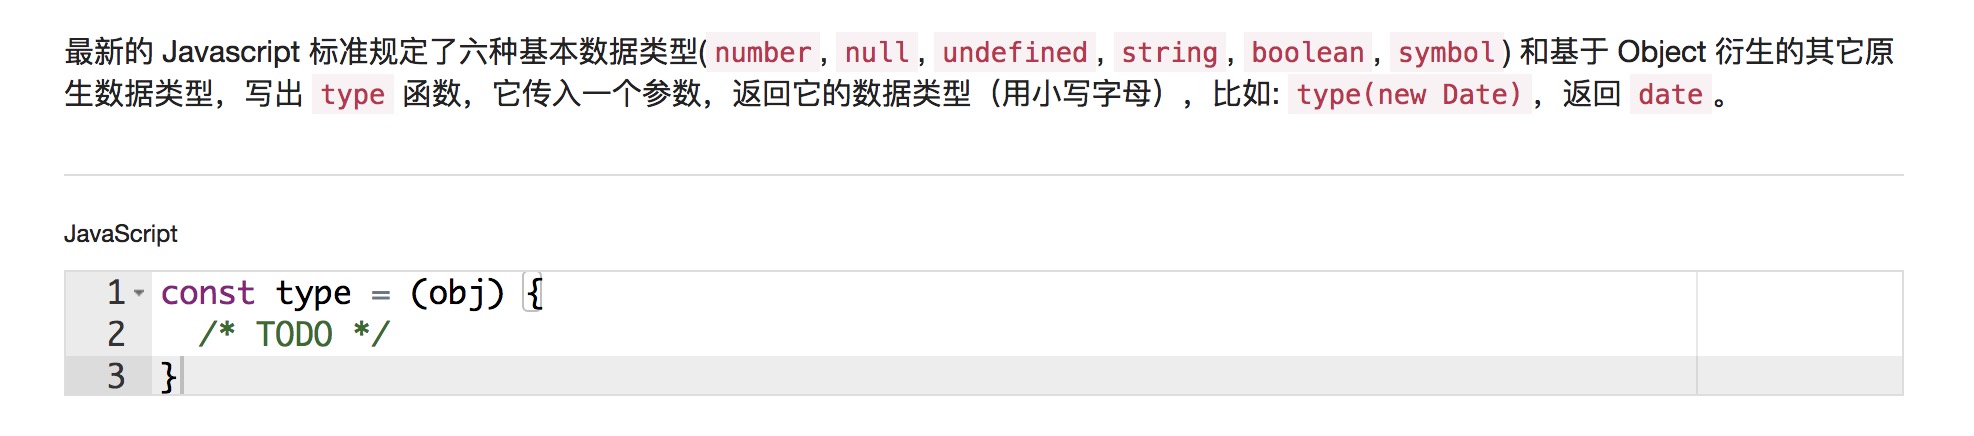 最新的 Javascript 标准规定了六种基本数据类型( number, null, undefined, string, boolean, symbol) 和基于 Object 衍生的其它原
生数据类型，写出 type 函数，它传入一个参数，返回它的数据类型（用小写字母），比如: type(new Date)，返回 date。
JavaScript
1 const type = (obj) {
2 /* TODO */
3 }